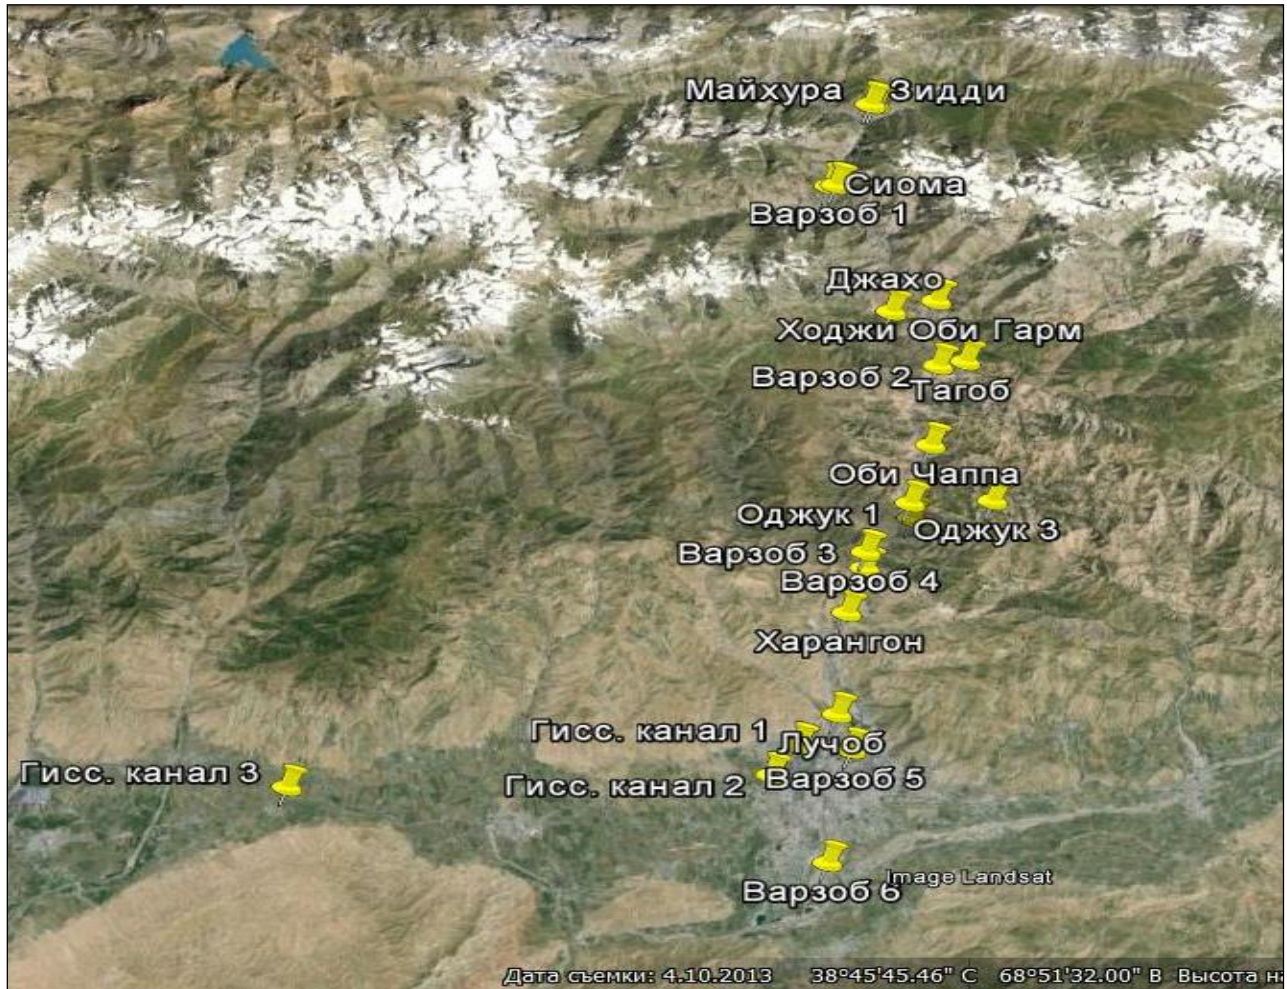 Майхура
Зидди
Сиома
Варзоб 1
Джахо
Ходжи Оби Гарм
Варзоб 2
Тагоб
Оби Чаппа
Оджук 1
Оджук 3
Варзоб 3
Варзоб 4
Харангон
Гисс. канал 1
Лучоб
Гисс. канал 3
Варзоб 5
Гисс. канал 2
Image Landsat
Варзоб 6
Дата съемки: 4.10.2013 38°45'45.46" С 68°51'32.00" В Высота на